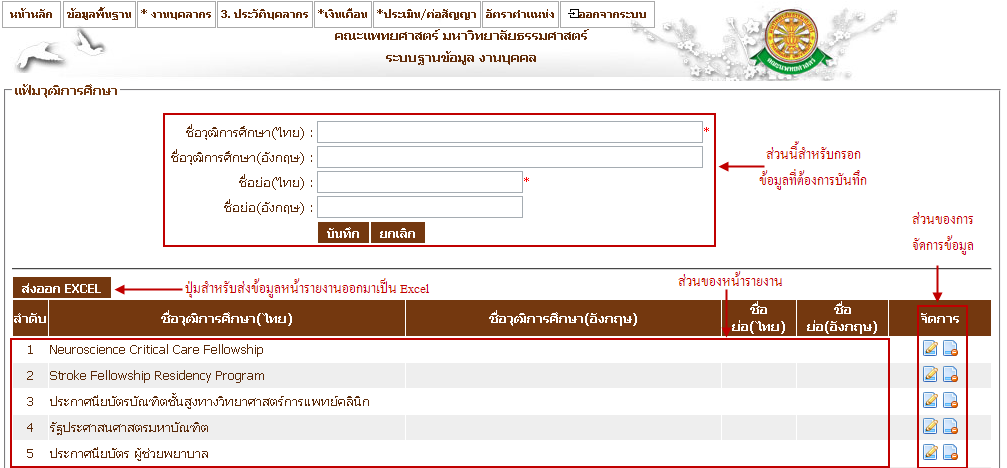 หน้าหลัก ข้อมูลพื้นฐาน * งานบุคลากร 3. ประวัติบุคลากร *เงินเดือน *ประเมิน/ต่อสัญญา อัตราตำแหน่ง ออกจากระบบ
คณะแพทยศาสตร์ มหาวิทยาลัยธรรมศาสตร์
ระบบฐานข้อมูล งานบุคคล
คณะแพทยศาสตร์
แฟ้มวุฒิการศึกษา
ชื่อวุฒิการศึกษา(ไทย) : *
ชื่อวุฒิการศึกษา(อังกฤษ) :
ชื่อย่อ(ไทย) : *
ชื่อย่อ(อังกฤษ) :
บันทึก ยกเลิก
ส่วนนี้สำหรับกรอก
ข้อมูลที่ต้องการบันทึก
ส่วนของการ
จัดการข้อมูล
ส่งออก EXCEL ปุ่มสำหรับส่งข้อมูลหน้ารายงานออกมาเป็น Excel ส่วนของหน้ารายงาน
ลำดับ ชื่อวุฒิการศึกษา(ไทย) ชื่อวุฒิการศึกษา(อังกฤษ) ชื่อ
ย่อ(ไทย) ชื่อ
ย่อ(อังกฤษ) จัดการ
1 Neuroscience Critical Care Fellowship
2 Stroke Fellowship Residency Program
3 ประกาศนียบัตรบัณฑิตชั้นสูงทางวิทยาศาสตร์การแพทย์คลินิก
4 รัฐประศาสนศาสตรมหาบัณฑิต
5 ประกาศนียบัตร ผู้ช่วยพยาบาล